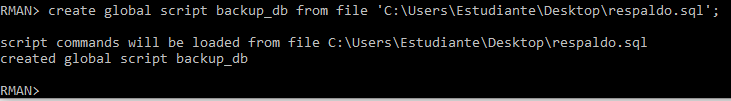 RMAN> create global script backup_db from file 'C:\Users\Estudiante\Desktop\respaldo.sql';
script commands will be loaded from file C:\Users\Estudiante\Desktop\respaldo.sql
created global script backup_db
RMAN>